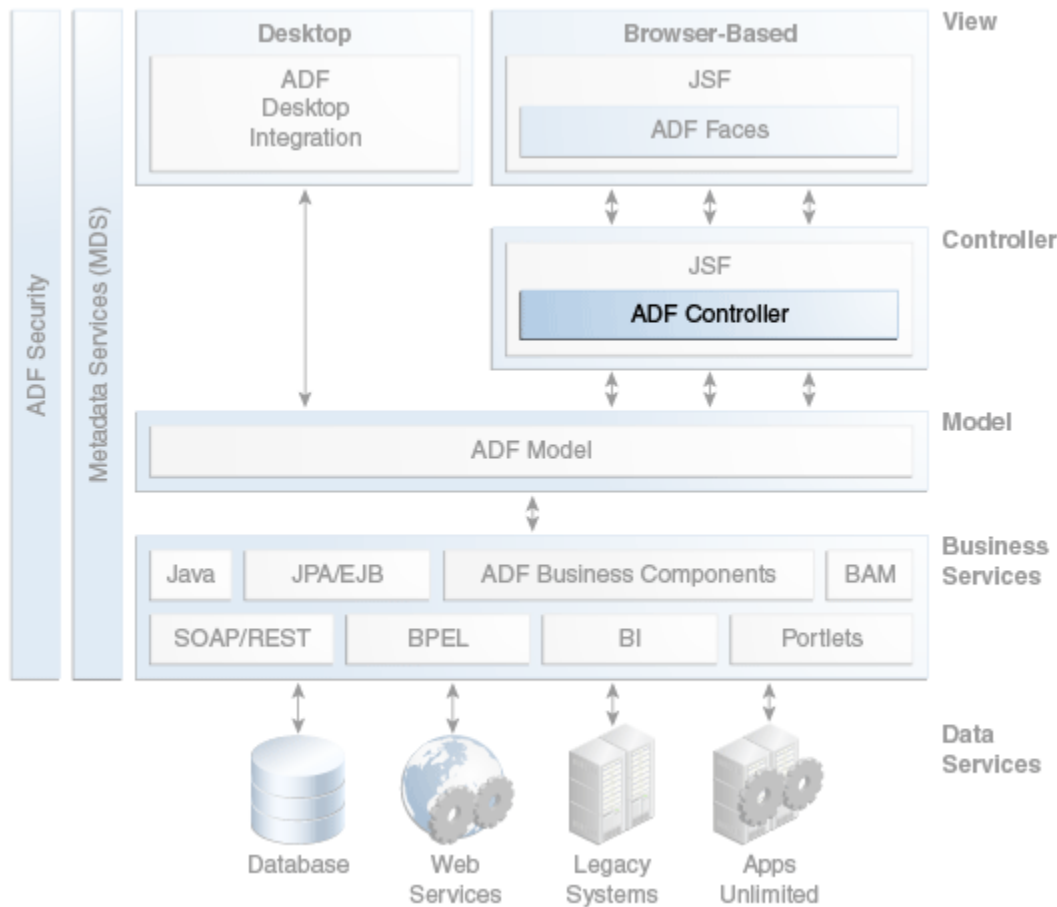 ADF Security
Metadata Services (MDS)
Desktop
ADF
Desktop
Integration
Browser-Based
JSF
ADF Faces
View
JSF
ADF Controller
Controller
ADF Model
Model
Java
JPA/EJB
ADF Business Components
BAM
SOAP/REST
BPEL
BI
Portlets
Business
Services
Database
Web
Services
Legacy
Systems
Apps
Unlimited
Data
Services